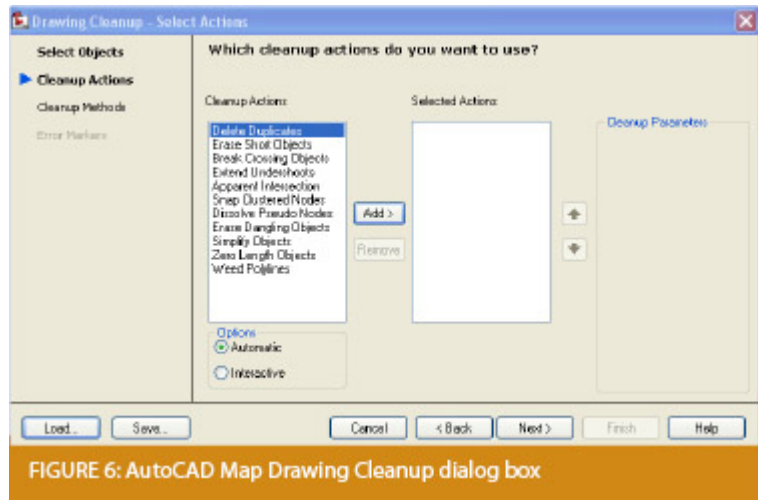 Drawing Cleanup - Select Actions
Select Objects
Cleanup Actions
Cleanup Methods
Error Markers
Which cleanup actions do you want to use?
Cleanup Actions:
Delete Duplicates
Erase Short Objects
Break Crossing Objects
Extend Undershoots
Apparent Intersection
Snap Clustered Nodes
Dissolve Pseudo Nodes
Erase Dangling Objects
Simplify Objects
Zero Length Objects
Weed Polylines
Options
Automatic
Interactive
Add >
Remove
Selected Actions:
Cleanup Parameters
Load...
Save...
Cancel
< Back
Next >
Finish
Help
FIGURE 6: AutoCAD Map Drawing Cleanup dialog box